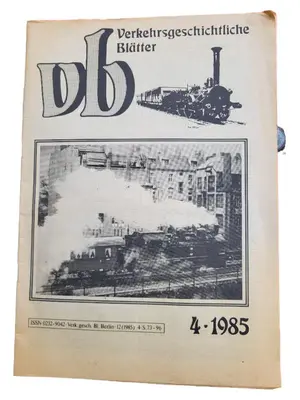 vb
Verkehrsgeschichtliche
Blätter
ISSN 0232-9042 Verk.gesch. Bl. Berlin 12 (1985) 4 S. 73-96
4·1985